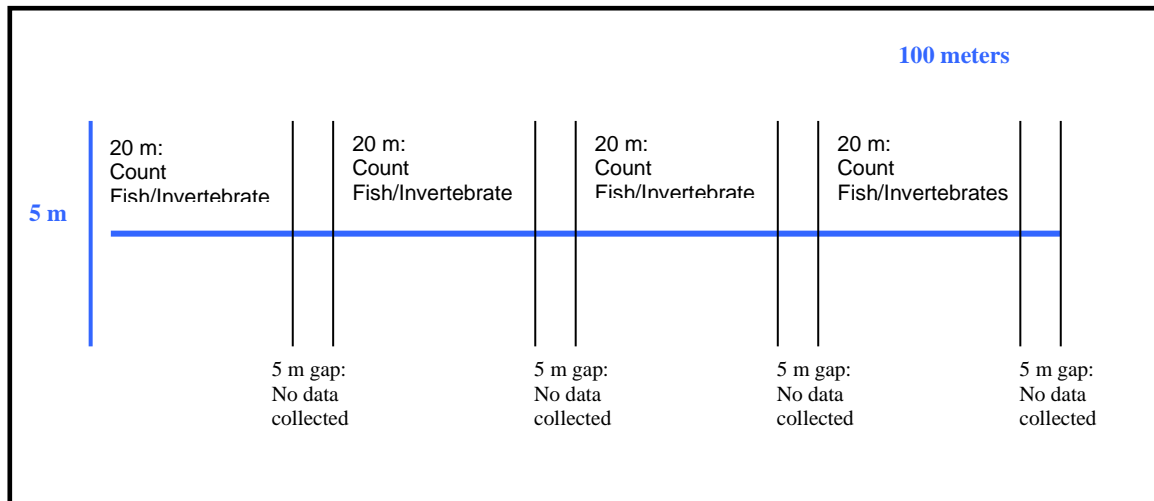 100 meters
20 m:
Count
Fish/Invertebrate
20 m:
Count
Fish/Invertebrate
20 m:
Count
Fish/Invertebrate
20 m:
Count
Fish/Invertebrates
5 m
5 m gap:
No data
collected
5 m gap:
No data
collected
5 m gap:
No data
collected
5 m gap:
No data
collected